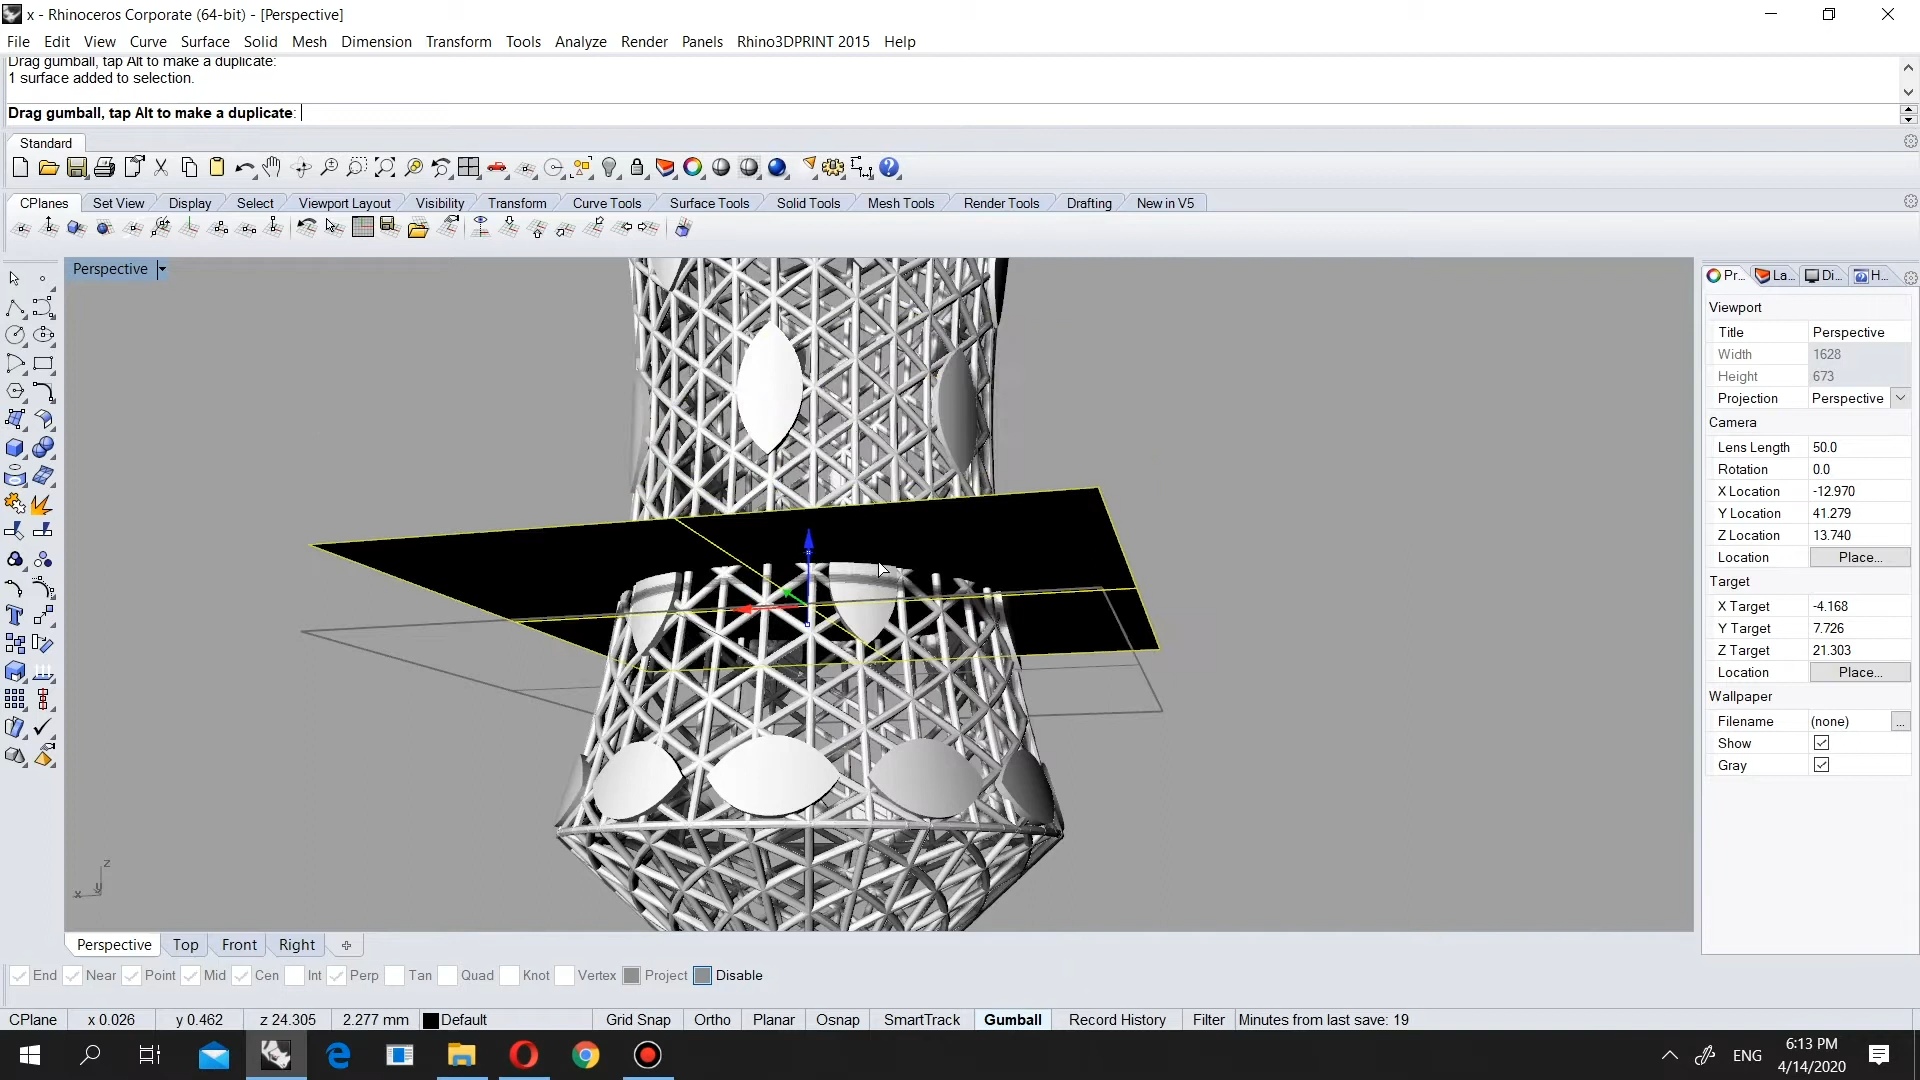 x - Rhinoceros Corporate (64-bit) - [Perspective]
File Edit View Curve Surface Solid Mesh Dimension Transform Tools Analyze Render Panels Rhino3DPRINT 2015 Help
Drag gumball, tap Alt to make a duplicate:
1 surface added to selection.
Drag gumball, tap Alt to make a duplicate:
Standard
CPlanes Set View Display Select Viewport Layout Visibility Transform Curve Tools Surface Tools Solid Tools Mesh Tools Render Tools Drafting New in V5
Perspective
Pr... La... Di... H...
Viewport
Title Perspective
Width 1628
Height 673
Projection Perspective
Camera
Lens Length 50.0
Rotation 0.0
X Location -12.970
Y Location 41.279
Z Location 13.740
Location Place...
Target
X Target -4.168
Y Target 7.726
Z Target 21.303
Location Place...
Wallpaper
Filename (none) ...
Show
Gray
z
x y
Perspective Top Front Right
End Near Point Mid Cen Int Perp Tan Quad Knot Vertex Project Disable
CPlane x 0.026 y 0.462 z 24.305 2.277 mm Default Grid Snap Ortho Planar Osnap SmartTrack Gumball Record History Filter Minutes from last save: 19
ENG
6:13 PM
4/14/2020